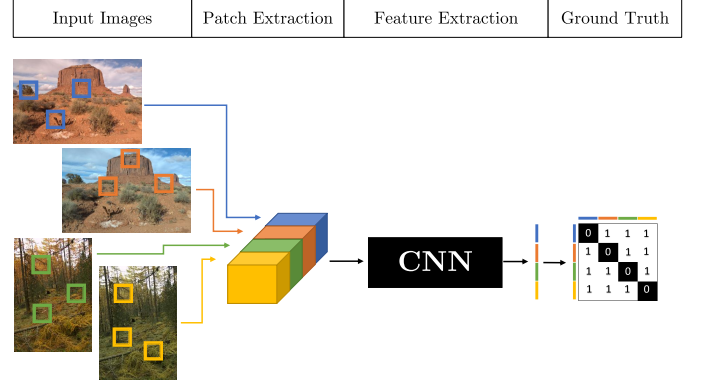 Input Images Patch Extraction Feature Extraction Ground Truth
CNN
0 1 1 1
1 0 1 1
1 1 0 1
1 1 1 0